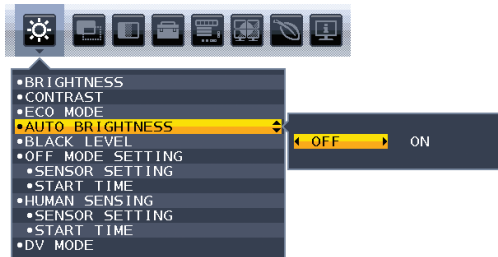 •BRIGHTNESS
•CONTRAST
•ECO MODE
•AUTO BRIGHTNESS
OFF ON
•BLACK LEVEL
•OFF MODE SETTING
•SENSOR SETTING
•START TIME
•HUMAN SENSING
•SENSOR SETTING
•START TIME
•DV MODE